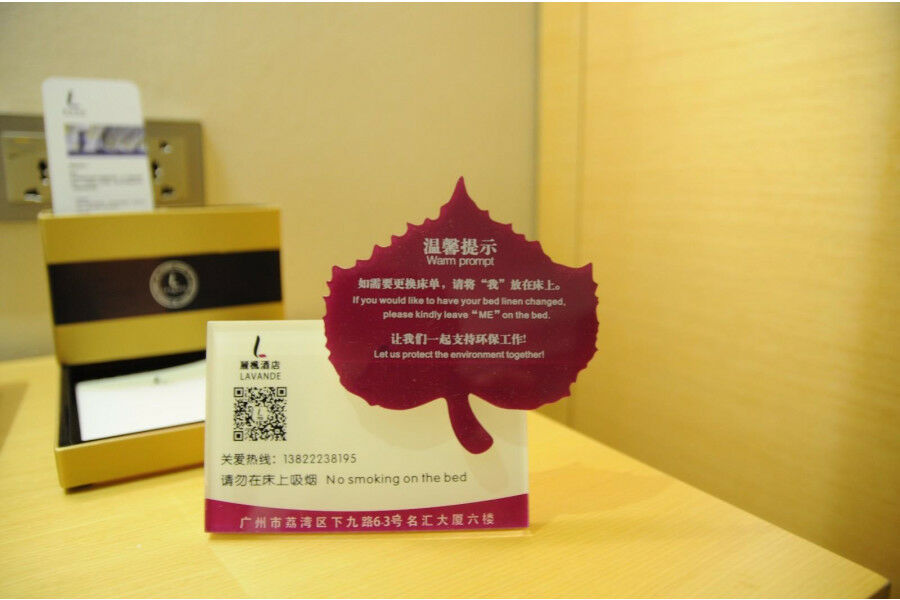 温馨提示
Warm prompt
如需要更换床单，请将“我”放在床上。
If you would like to have your bed linen changed,
please kindly leave “ME” on the bed.
让我们一起支持环保工作!
Let us protect the environment together!
麗楓酒店
LAVANDE
关爱热线：13822238195
请勿在床上吸烟 No smoking on the bed
广州市荔湾区下九路63号名汇大厦六楼